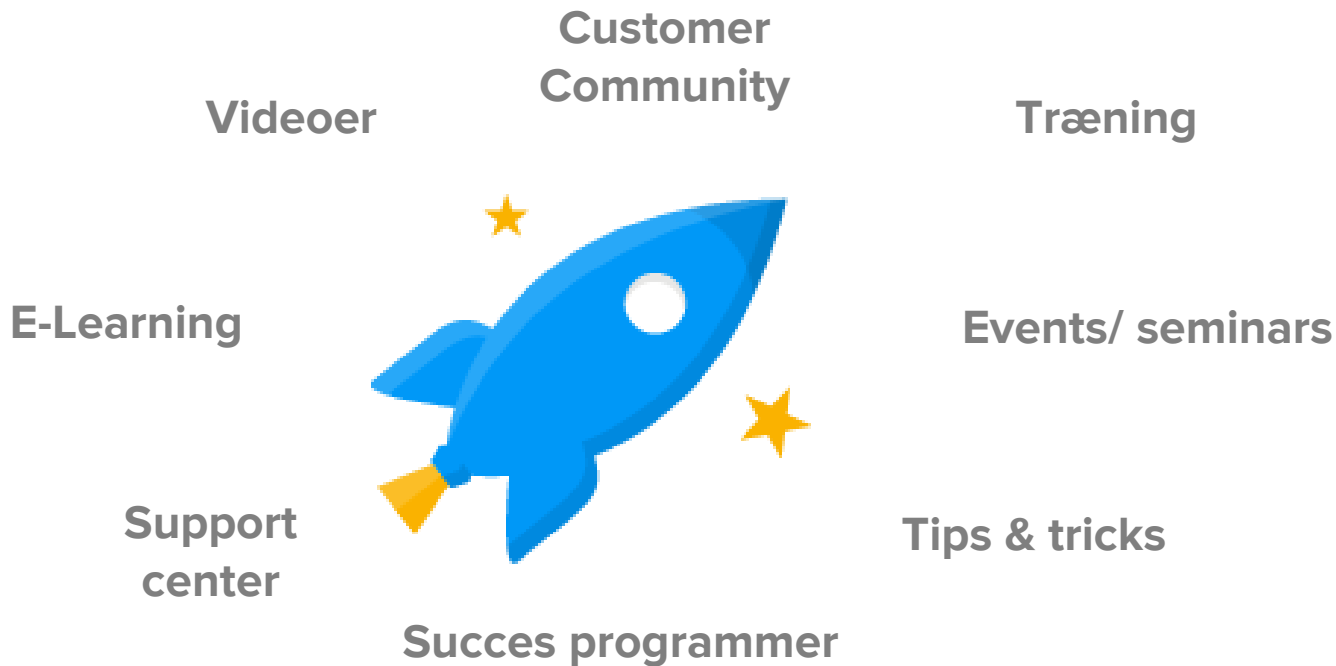 Customer
Community
Videoer
Træning
E-Learning
Events/ seminars
Support
center
Tips & tricks
Succes programmer